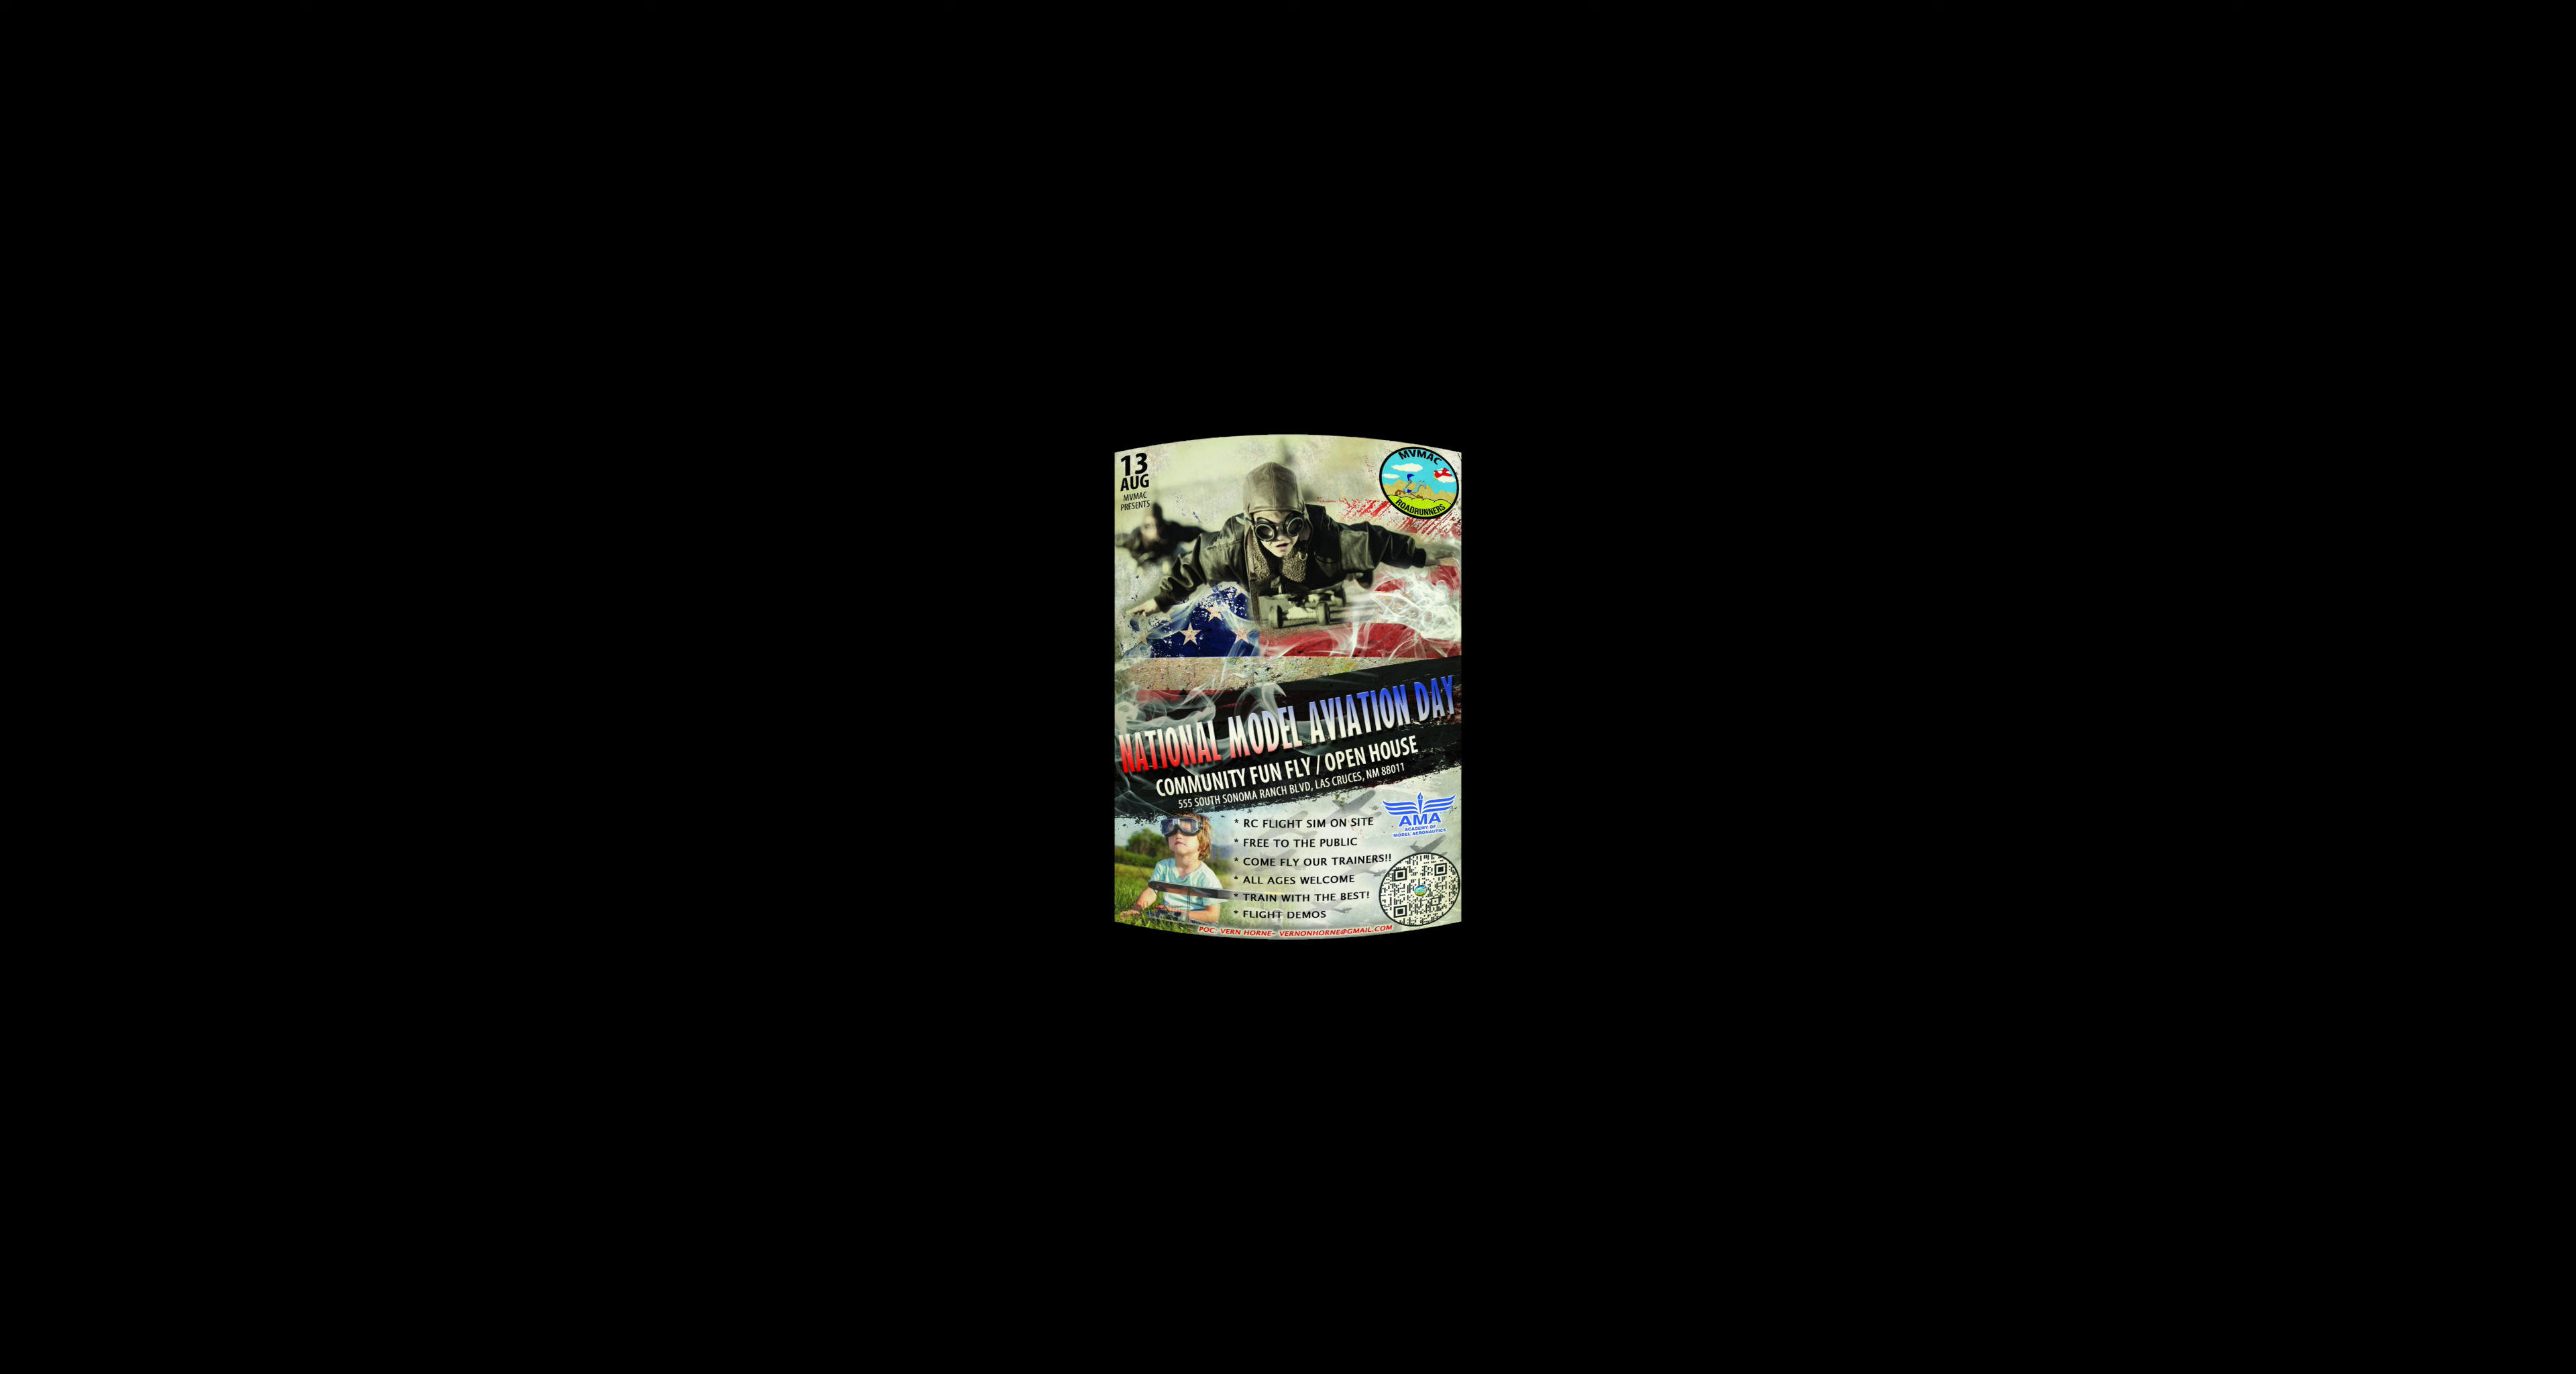 13
AUG
MVMAC
PRESENTS
MVMAC
ROADRUNNERS
NATIONAL MODEL AVIATION DAY
COMMUNITY FUN FLY / OPEN HOUSE
555 SOUTH SONOMA RANCH BLVD, LAS CRUCES, NM 88011
* RC FLIGHT SIM ON SITE
* FREE TO THE PUBLIC
* COME FLY OUR TRAINERS!!
* ALL AGES WELCOME
* TRAIN WITH THE BEST!
* FLIGHT DEMOS
AMA
ACADEMY OF
MODEL AERONAUTICS
POC: VERN HORNE- VERNONHORNE@GMAIL.COM